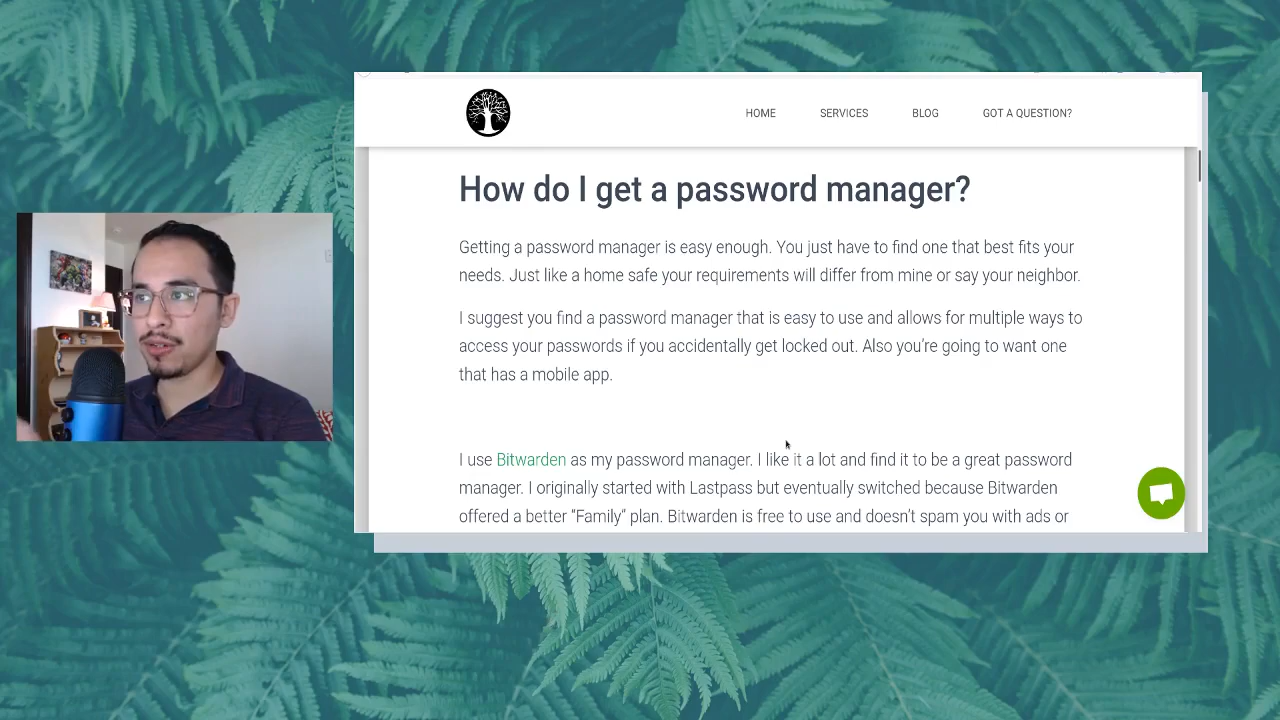 HOME SERVICES BLOG GOT A QUESTION?
How do I get a password manager?
Getting a password manager is easy enough. You just have to find one that best fits your
needs. Just like a home safe your requirements will differ from mine or say your neighbor.
I suggest you find a password manager that is easy to use and allows for multiple ways to
access your passwords if you accidentally get locked out. Also you're going to want one
that has a mobile app.
I use Bitwarden as my password manager. I like it a lot and find it to be a great password
manager. I originally started with Lastpass but eventually switched because Bitwarden
offered a better "Family" plan. Bitwarden is free to use and doesn't spam you with ads or